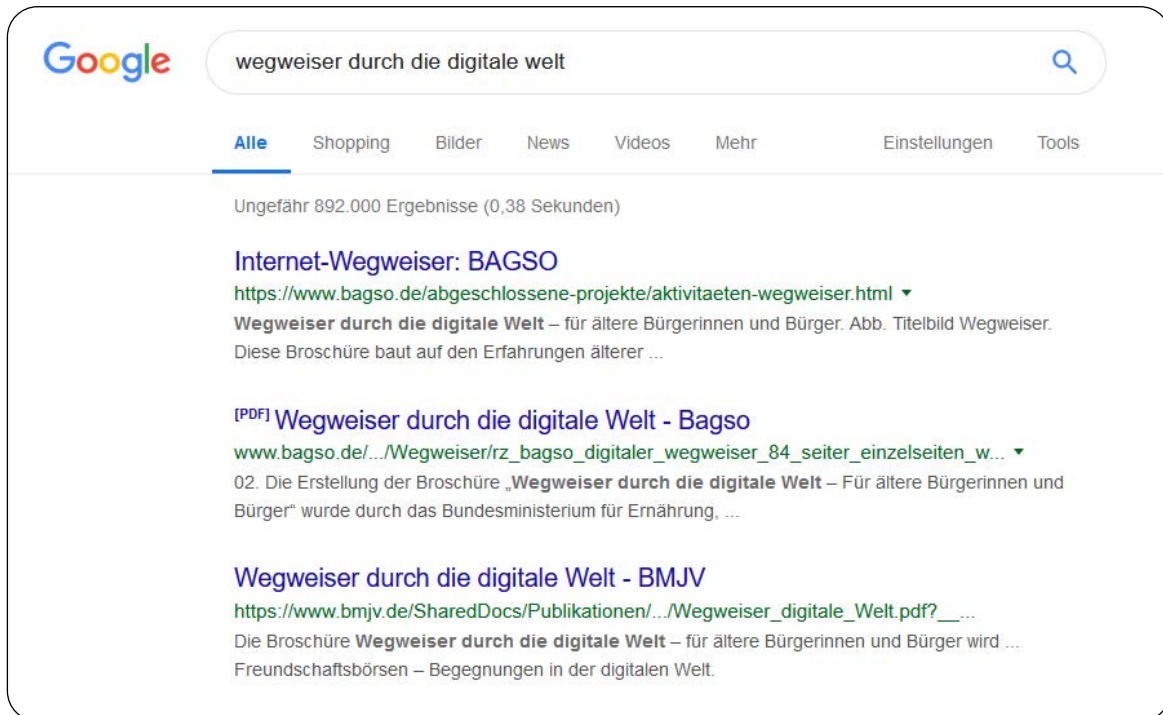 Google
wegweiser durch die digitale welt
Alle Shopping Bilder News Videos Mehr Einstellungen Tools
Ungefähr 892.000 Ergebnisse (0,38 Sekunden)
Internet-Wegweiser: BAGSO
https://www.bagso.de/abgeschlossene-projekte/aktivitaeten-wegweiser.html
Wegweiser durch die digitale Welt – für ältere Bürgerinnen und Bürger. Abb. Titelbild Wegweiser.
Diese Broschüre baut auf den Erfahrungen älterer ...
[PDF] Wegweiser durch die digitale Welt - Bagso
www.bagso.de/.../Wegweiser/rz_bagso_digitaler_wegweiser_84_seiter_einzelseiten_w...
02. Die Erstellung der Broschüre „Wegweiser durch die digitale Welt – Für ältere Bürgerinnen und
Bürger“ wurde durch das Bundesministerium für Ernährung, ...
Wegweiser durch die digitale Welt - BMJV
https://www.bmjv.de/SharedDocs/Publikationen/.../Wegweiser_digitale_Welt.pdf?__...
Die Broschüre Wegweiser durch die digitale Welt – für ältere Bürgerinnen und Bürger wird ...
Freundschaftsbörsen – Begegnungen in der digitalen Welt.